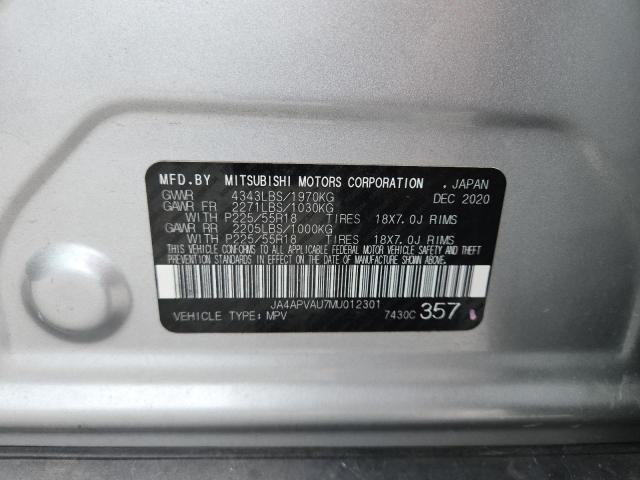 MFD.BY MITSUBISHI MOTORS CORPORATION , JAPAN
GVWR 4343LBS/1970KG DEC 2020
GAWR FR 2271LBS/1030KG
WITH P225/55R18 TIRES 18X7.0J RIMS
GAWR RR 2205LBS/1000KG
WITH P225/55R18 TIRES 18X7.0J RIMS
THIS VEHICLE CONFORMS TO ALL APPLICABLE FEDERAL MOTOR VEHICLE SAFETY
STANDARDS IN EFFECT ON THE DATE OF MANUFACTURE SHOWN ABOVE.
JA4APVAU7MU012301
VEHICLE TYPE: MPV 7430C 357